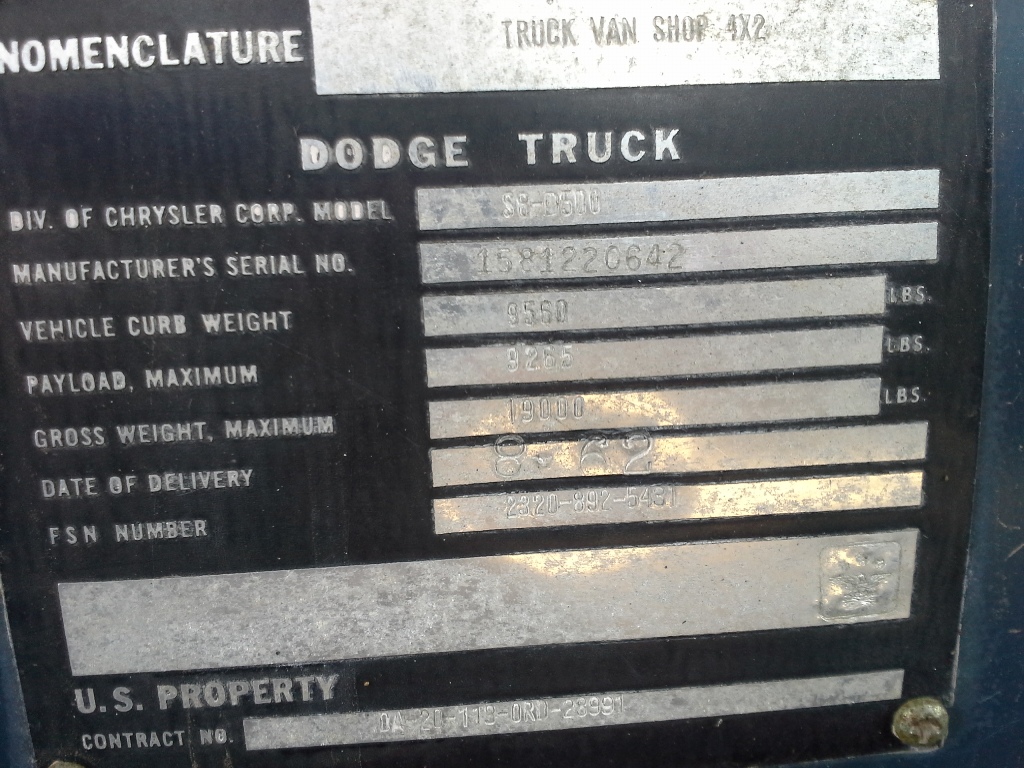 NOMENCLATURE TRUCK VAN SHOP 4X2
DODGE TRUCK
DIV. OF CHRYSLER CORP. MODEL S6-D500
MANUFACTURER'S SERIAL NO. 1581220642
VEHICLE CURB WEIGHT 9560 LBS.
PAYLOAD, MAXIMUM 9265 LBS.
GROSS WEIGHT, MAXIMUM 19000 LBS.
DATE OF DELIVERY 8 62
FSN NUMBER 2320-892-5431
U.S. PROPERTY
CONTRACT NO. DA-20-113-ORD-28991